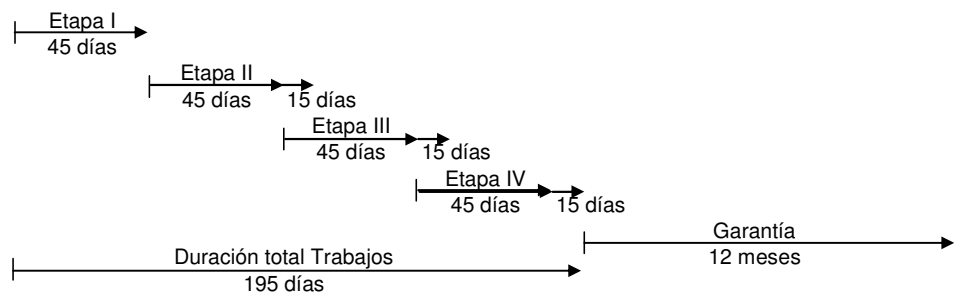 Etapa I
45 días
Etapa II
45 días
15 días
Etapa III
45 días
15 días
Etapa IV
45 días
15 días
Garantía
12 meses
Duración total Trabajos
195 días